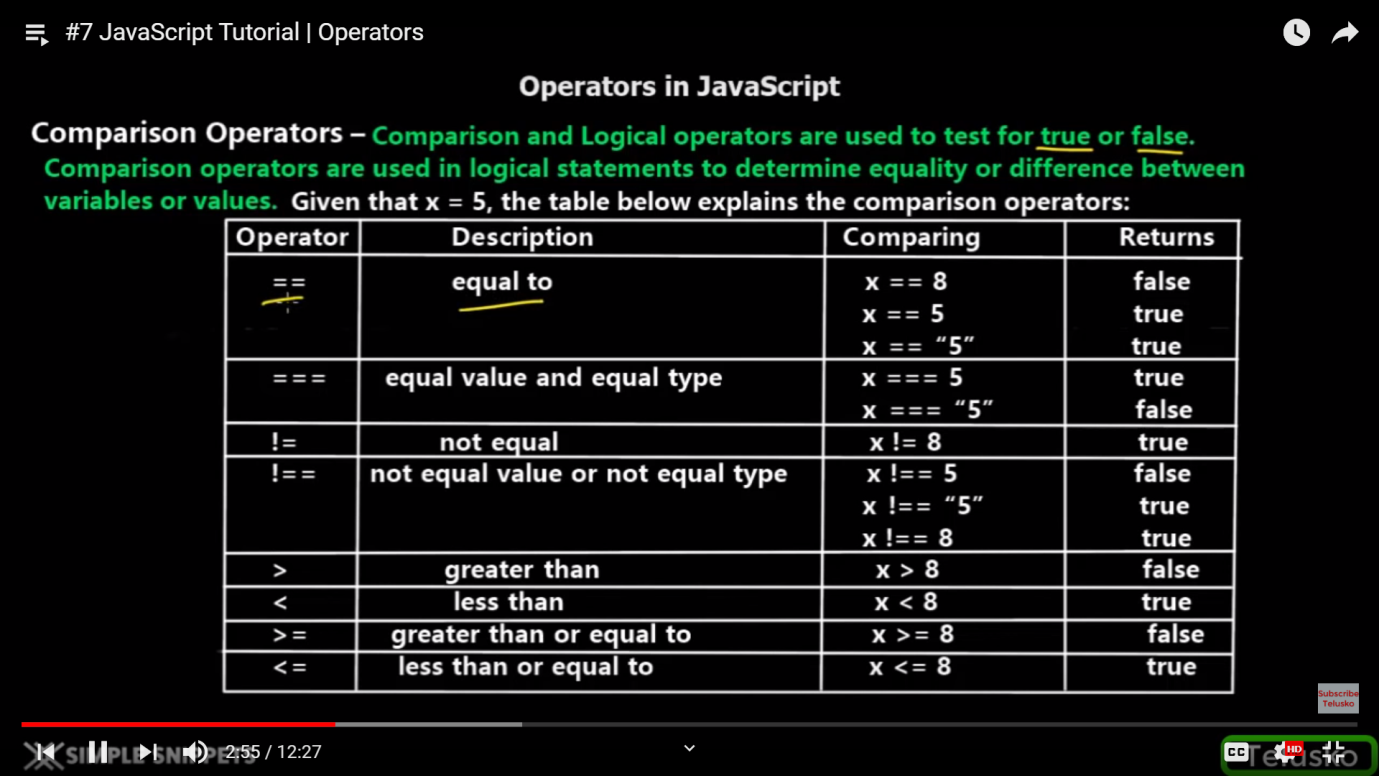 #7 JavaScript Tutorial | Operators
Operators in JavaScript
Comparison Operators – Comparison and Logical operators are used to test for true or false.
Comparison operators are used in logical statements to determine equality or difference between
variables or values. Given that x = 5, the table below explains the comparison operators:
Operator Description Comparing Returns
== equal to x == 8 false
x == 5 true
x == “5” true
=== equal value and equal type x === 5 true
x === “5” false
!= not equal x != 8 true
!== not equal value or not equal type x !== 5 false
x !== “5” true
x !== 8 true
> greater than x > 8 false
< less than x < 8 true
>= greater than or equal to x >= 8 false
<= less than or equal to x <= 8 true
Subscribe
Telusko
SIMPLE SNIPPETS 2:55 / 12:27 CC HD Telusko